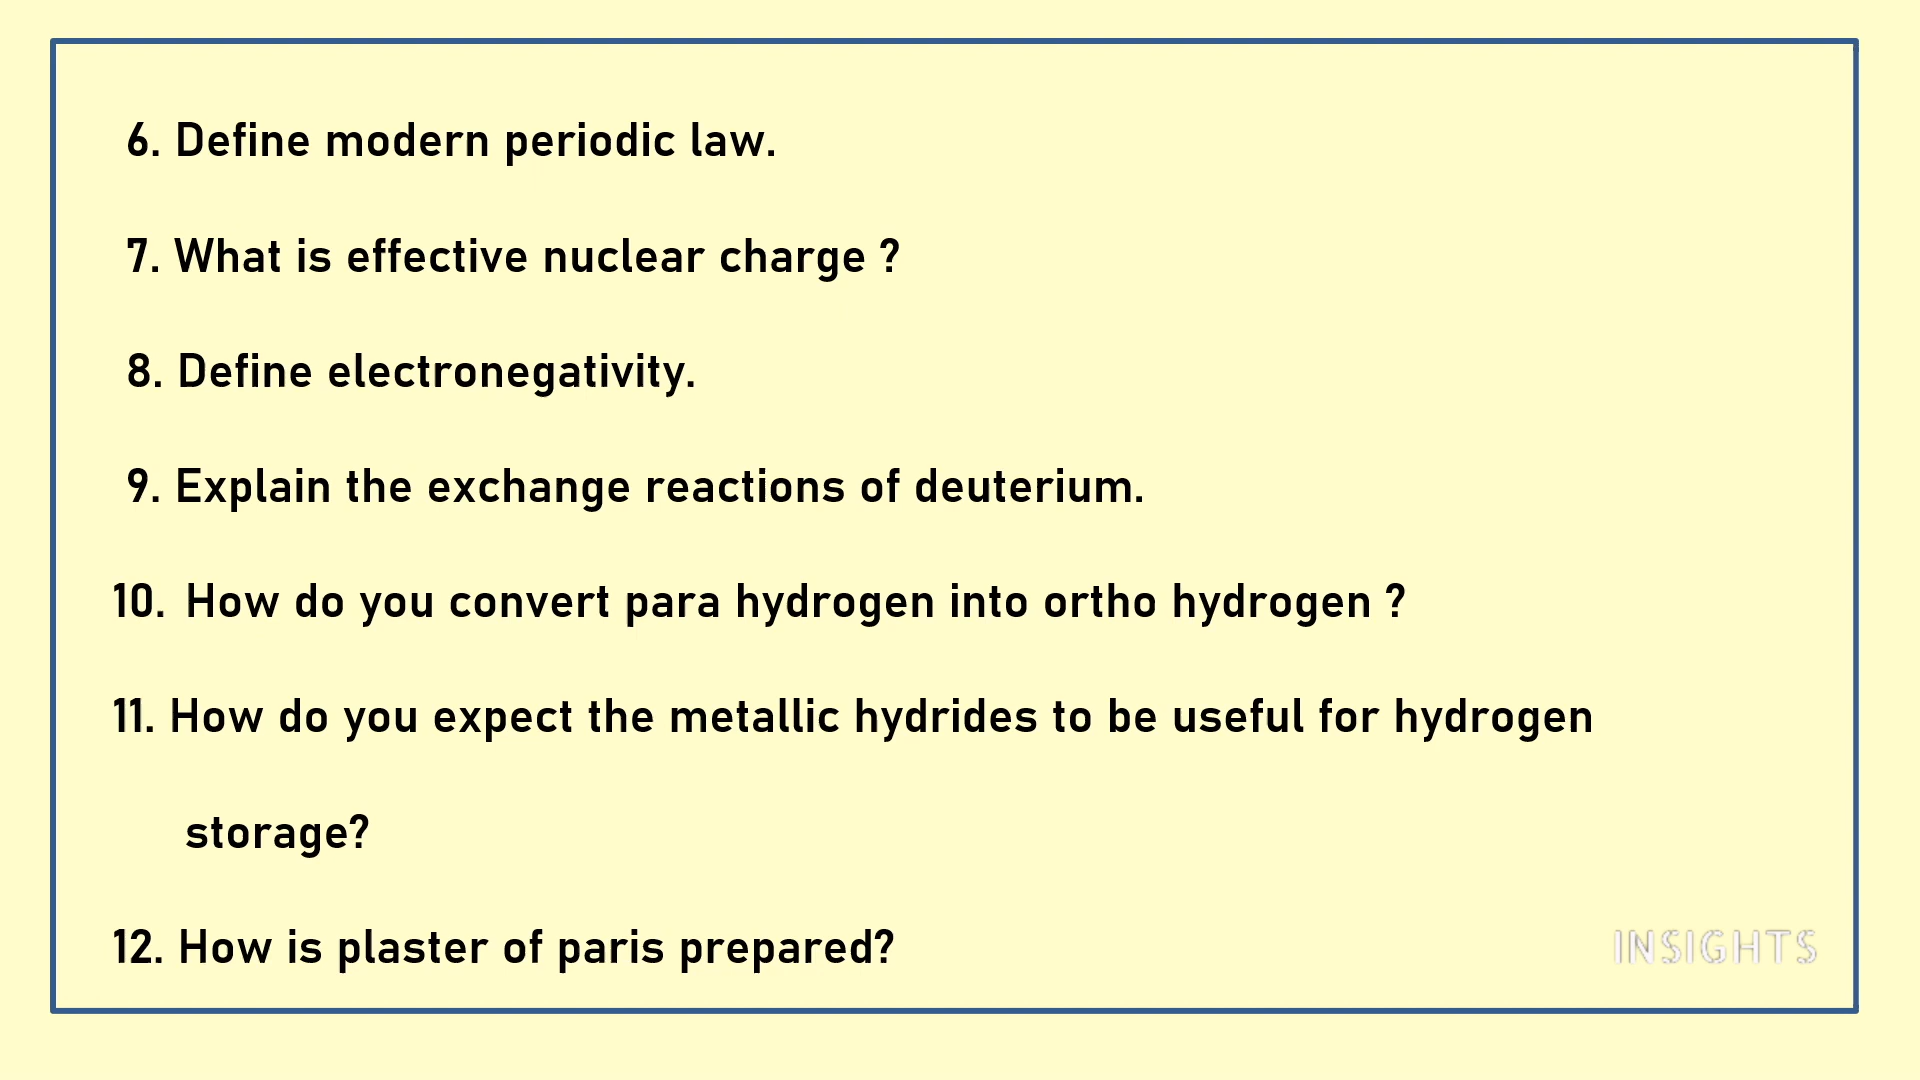 6. Define modern periodic law.
7. What is effective nuclear charge ?
8. Define electronegativity.
9. Explain the exchange reactions of deuterium.
10. How do you convert para hydrogen into ortho hydrogen ?
11. How do you expect the metallic hydrides to be useful for hydrogen
storage?
12. How is plaster of paris prepared?
INSIGHTS